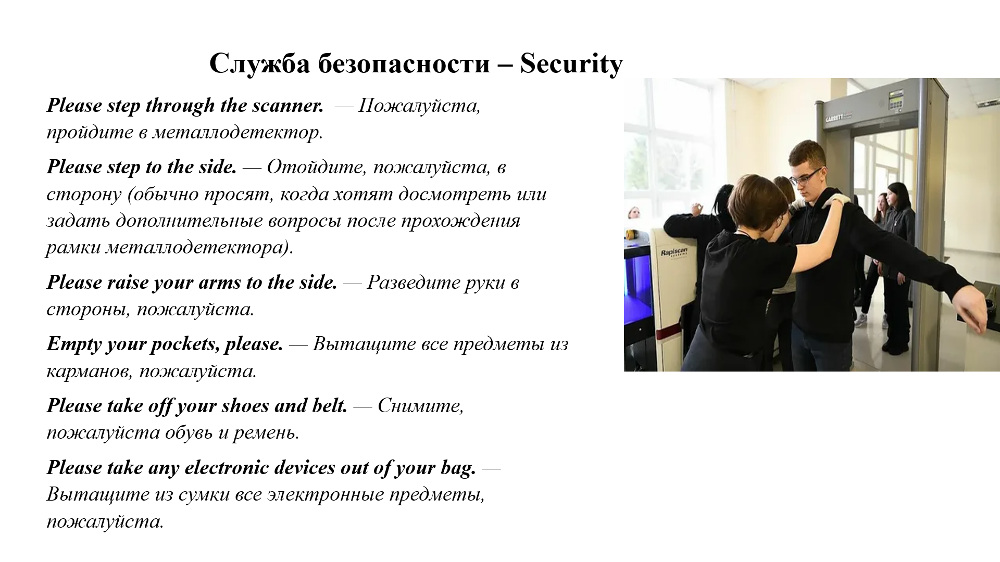 Служба безопасности – Security
Please step through the scanner.  — Пожалуйста,
пройдите в металлодетектор.
Please step to the side. — Отойдите, пожалуйста, в
сторону (обычно просят, когда хотят досмотреть или
задать дополнительные вопросы после прохождения
рамки металлодетектора).
Please raise your arms to the side. — Разведите руки в
стороны, пожалуйста.
Empty your pockets, please. — Вытащите все предметы из
карманов, пожалуйста.
Please take off your shoes and belt. — Снимите,
пожалуйста обувь и ремень.
Please take any electronic devices out of your bag. —
Вытащите из сумки все электронные предметы,
пожалуйста.
GARRETT
Rapiscan
systems